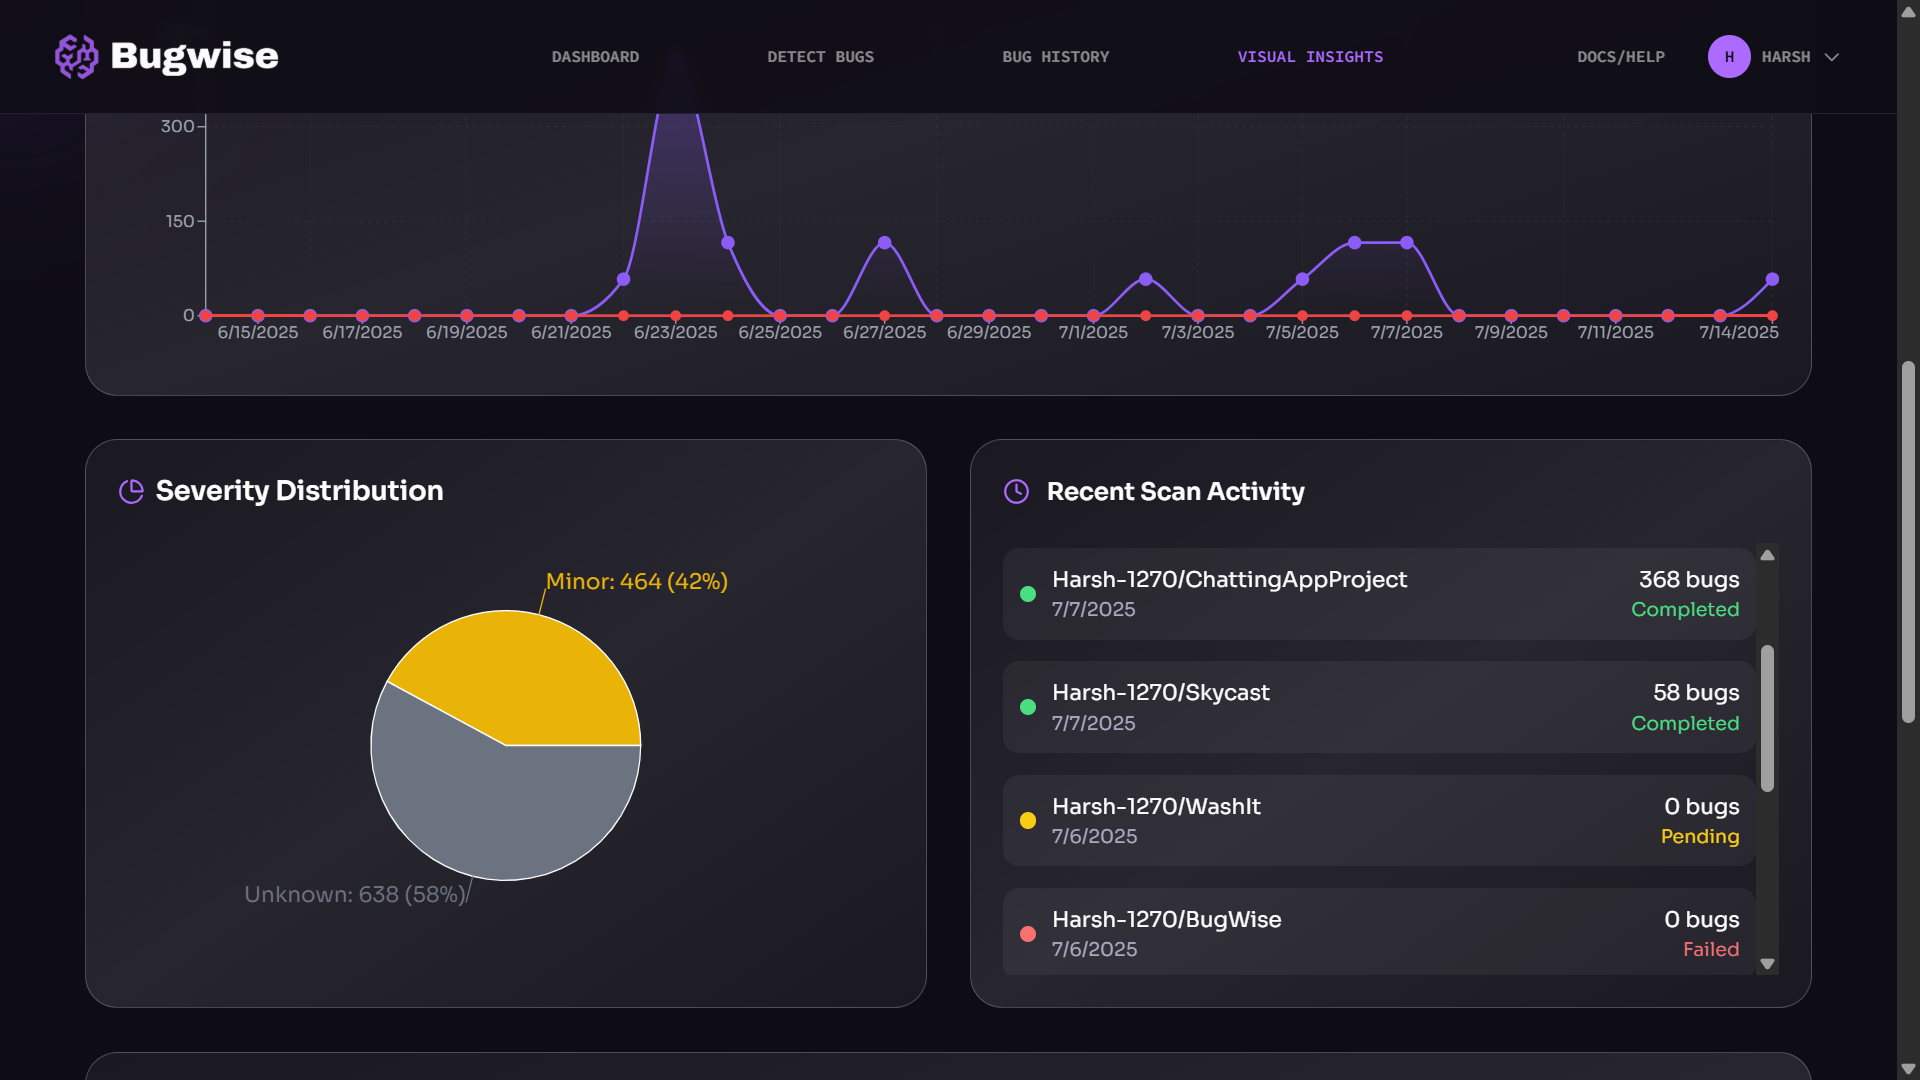 Bugwise
DASHBOARD
DETECT BUGS
BUG HISTORY
VISUAL INSIGHTS
DOCS/HELP
H
HARSH
300
150
0
6/15/2025
6/17/2025
6/19/2025
6/21/2025
6/23/2025
6/25/2025
6/27/2025
6/29/2025
7/1/2025
7/3/2025
7/5/2025
7/7/2025
7/9/2025
7/11/2025
7/14/2025
Severity Distribution
Minor: 464 (42%)
Unknown: 638 (58%)
Recent Scan Activity
Harsh-1270/ChattingAppProject
368 bugs
7/7/2025
Completed
Harsh-1270/Skycast
58 bugs
7/7/2025
Completed
Harsh-1270/WashIt
0 bugs
7/6/2025
Pending
Harsh-1270/BugWise
0 bugs
7/6/2025
Failed